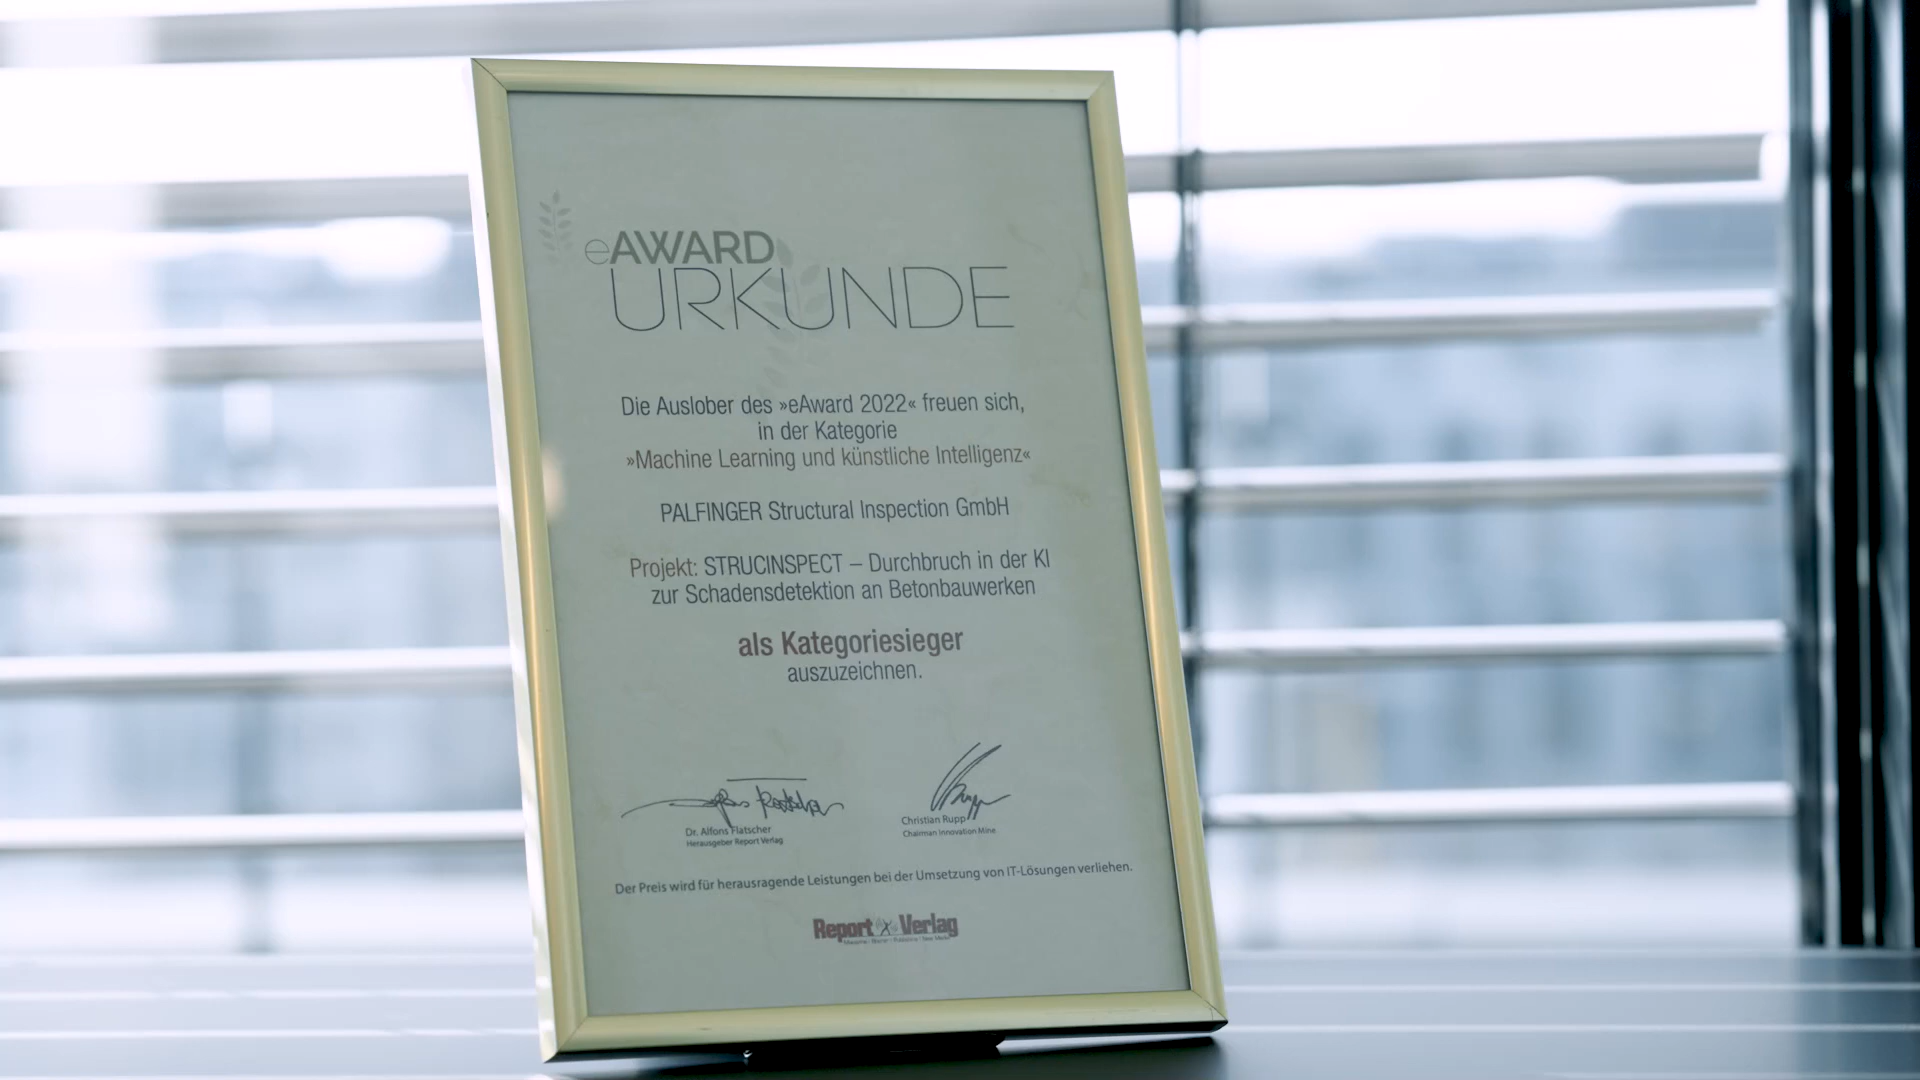 eAWARD
URKUNDE
Die Auslober des »eAward 2022« freuen sich,
in der Kategorie
»Machine Learning und künstliche Intelligenz«
PALFINGER Structural Inspection GmbH
Projekt: STRUCINSPECT – Durchbruch in der KI
zur Schadensdetektion an Betonbauwerken
als Kategoriesieger
auszuzeichnen.
Dr. Alfons Flatscher
Herausgeber Report Verlag
Christian Rupp
Chairman Innovation Mine
Der Preis wird für herausragende Leistungen bei der Umsetzung von IT-Lösungen verliehen.
Report Verlag